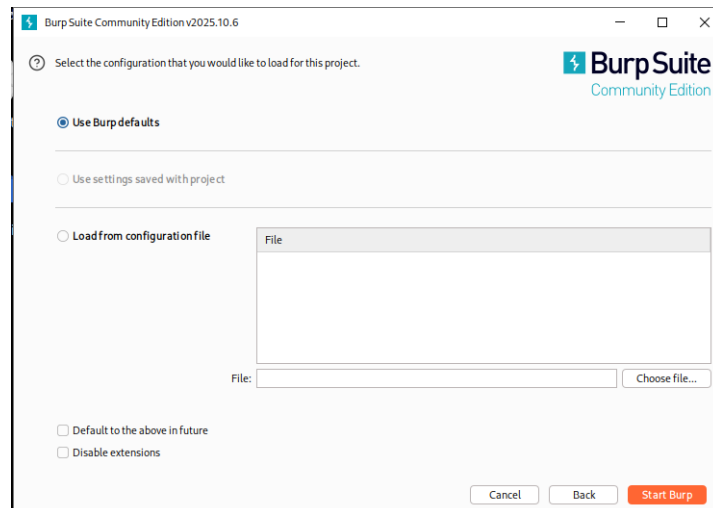 Burp Suite Community Edition v2025.10.6
Select the configuration that you would like to load for this project.
Burp Suite
Community Edition
Use Burp defaults
Use settings saved with project
Load from configuration file
File
File:
Choose file...
Default to the above in future
Disable extensions
Cancel
Back
Start Burp